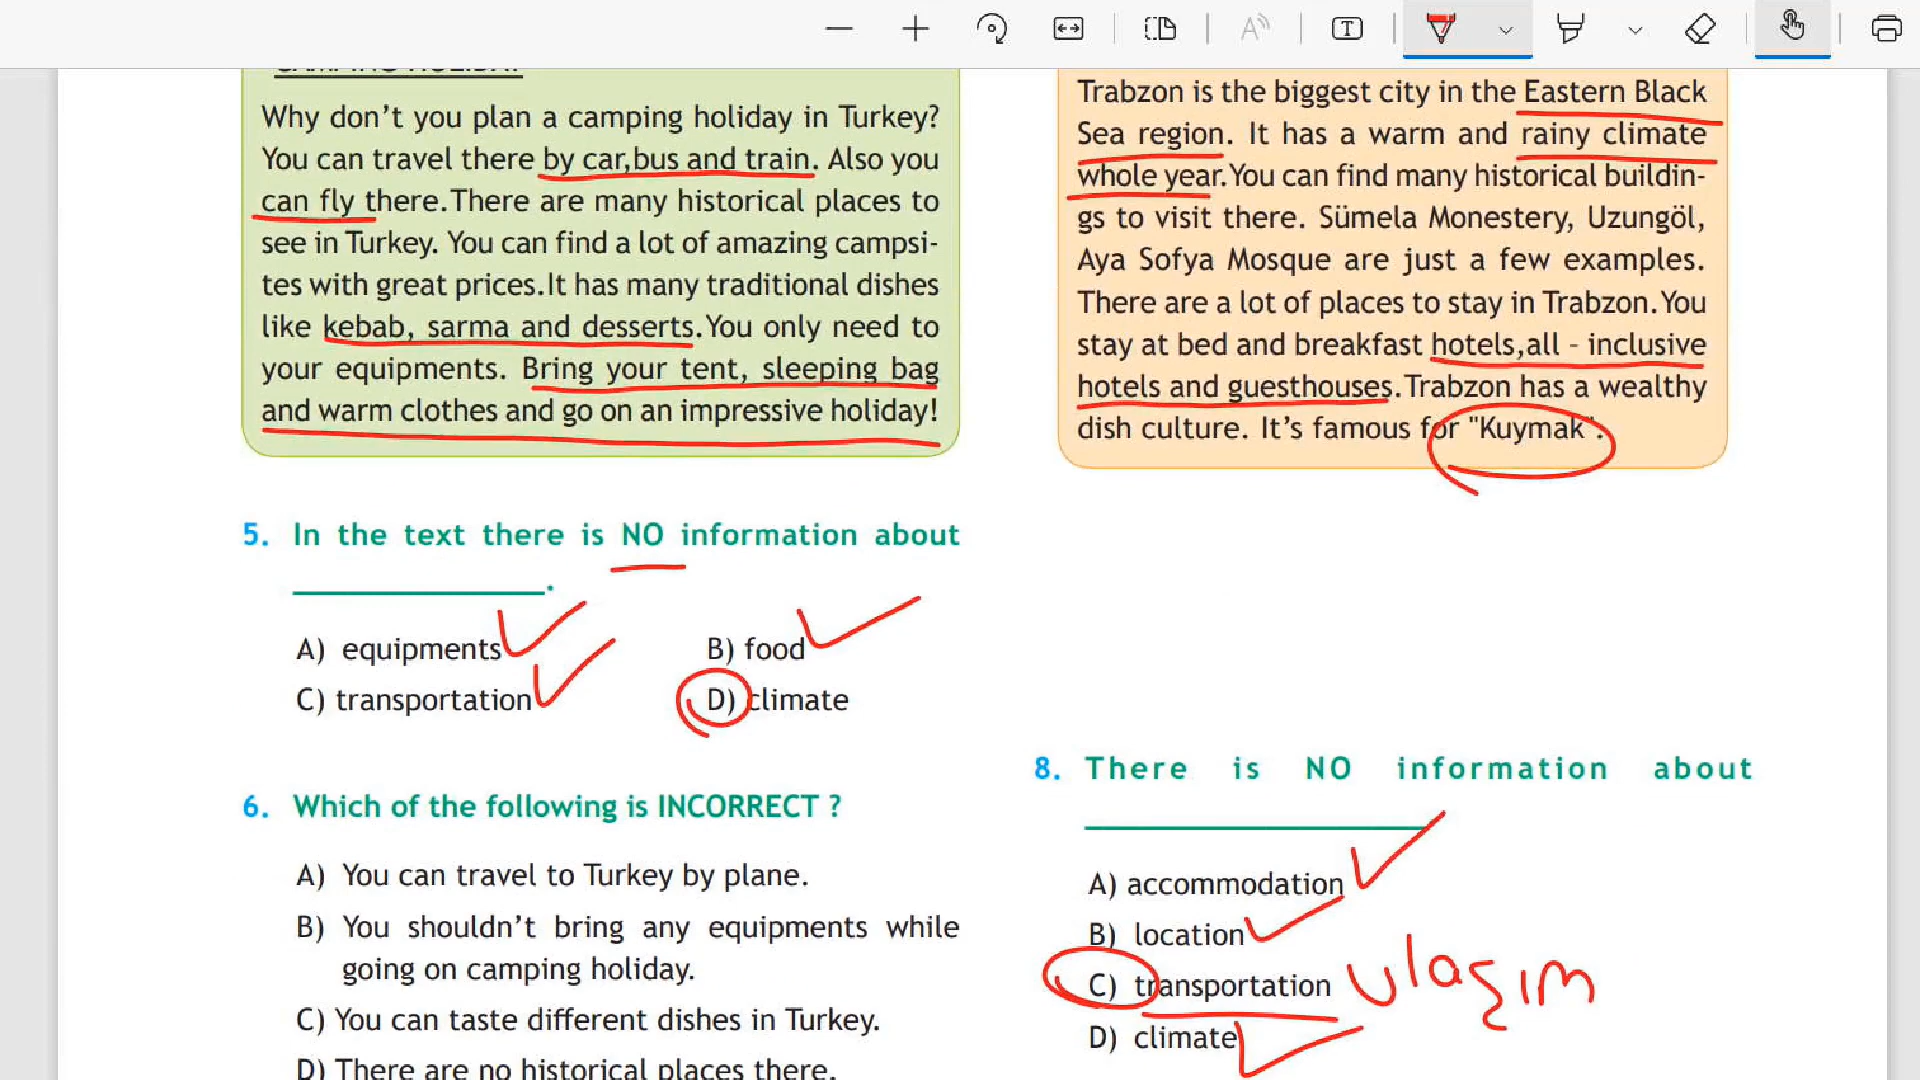 CAMPING HOLIDAY
Why don't you plan a camping holiday in Turkey?
You can travel there by car,bus and train. Also you
can fly there.There are many historical places to
see in Turkey. You can find a lot of amazing campsi-
tes with great prices.It has many traditional dishes
like kebab, sarma and desserts.You only need to
your equipments. Bring your tent, sleeping bag
and warm clothes and go on an impressive holiday!
5. In the text there is NO information about
____________.
A) equipments
B) food
C) transportation
D) climate
6. Which of the following is INCORRECT ?
A) You can travel to Turkey by plane.
B) You shouldn't bring any equipments while
going on camping holiday.
C) You can taste different dishes in Turkey.
D) There are no historical places there.
Trabzon is the biggest city in the Eastern Black
Sea region. It has a warm and rainy climate
whole year.You can find many historical buildin-
gs to visit there. Sümela Monestery, Uzungöl,
Aya Sofya Mosque are just a few examples.
There are a lot of places to stay in Trabzon.You
stay at bed and breakfast hotels,all - inclusive
hotels and guesthouses.Trabzon has a wealthy
dish culture. It's famous for "Kuymak".
8. There is NO information about
____________
A) accommodation
B) location
C) transportation ulaşım
D) climate